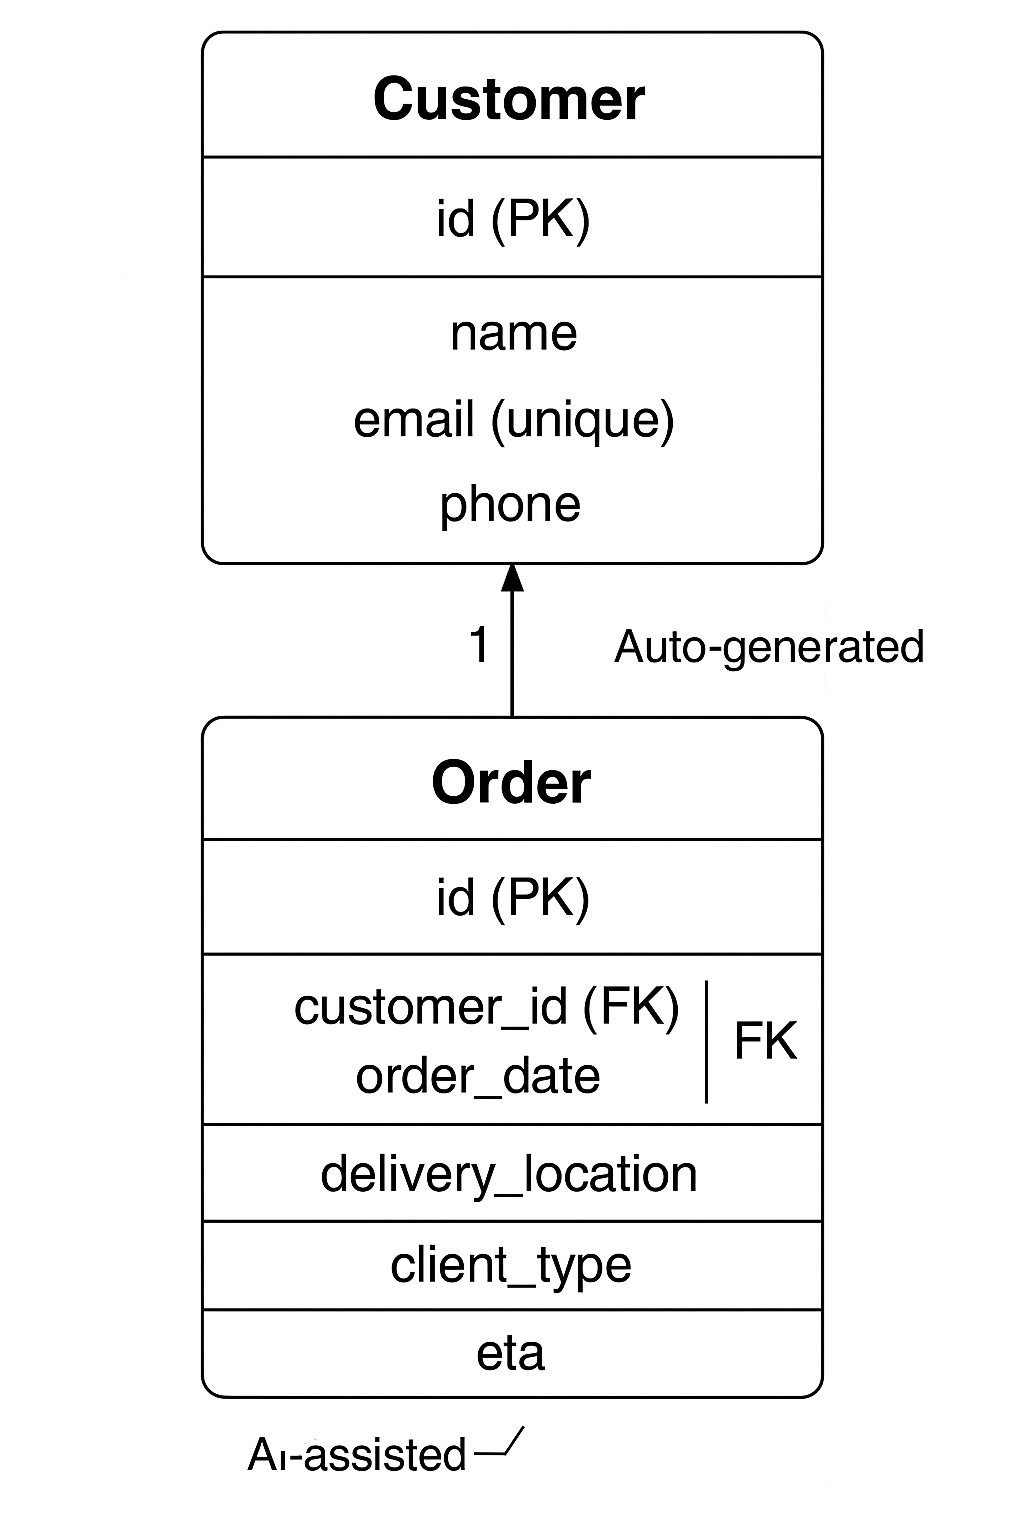 Customer
id (PK)
name
email (unique)
phone
1
Auto-generated
Order
id (PK)
customer_id (FK)
order_date
FK
delivery_location
client_type
eta
Aı-assisted